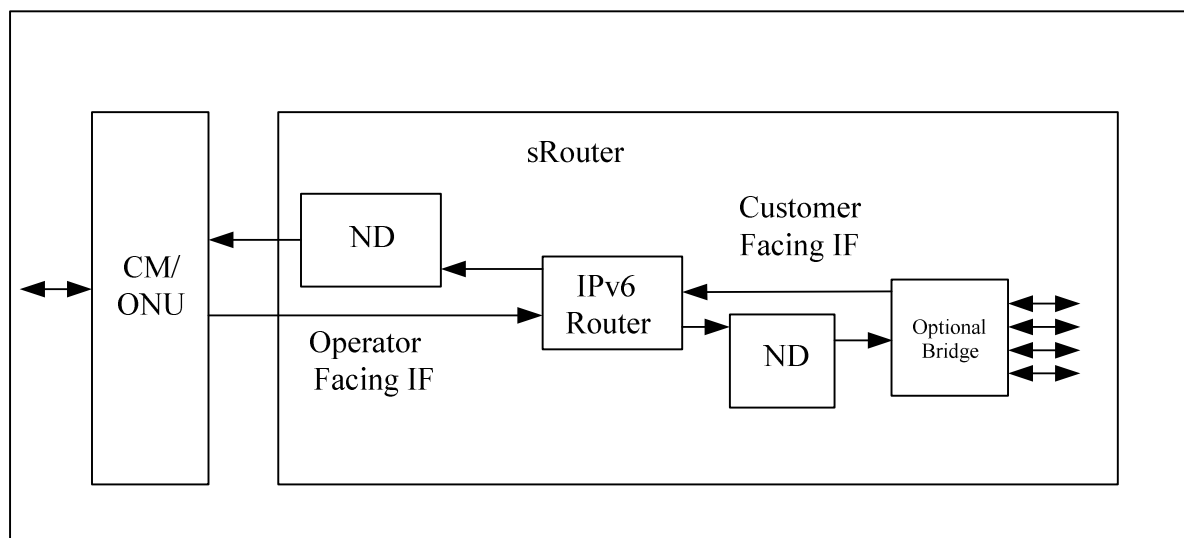 sRouter
ND
Customer
Facing IF
CM/
ONU
IPv6
Router
Operator
Facing IF
ND
Optional
Bridge